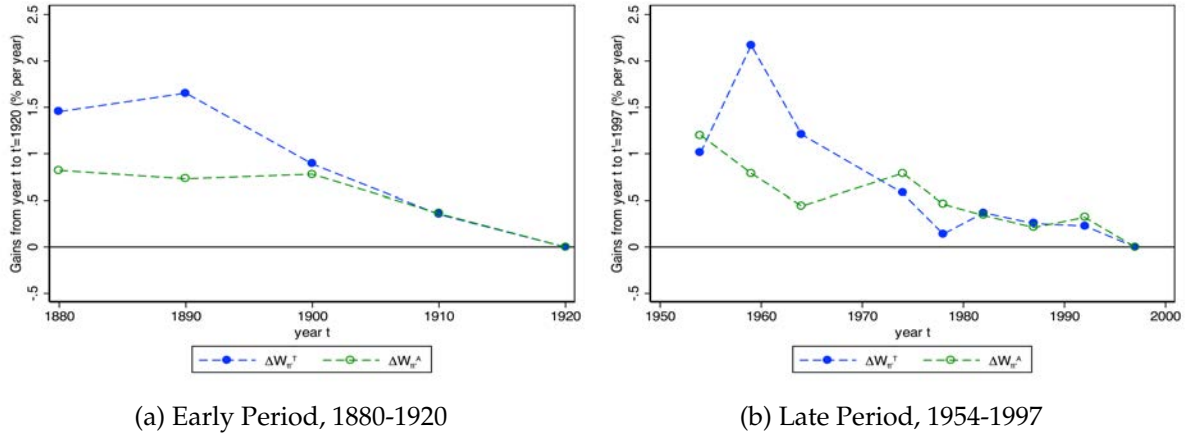 Gains from year t to t'=1920 (% per year)
2.5
2
1.5
1
.5
0
-.5
1880 1890 1900 1910 1920
year t
ΔW_tt'^T ΔW_tt'^A
(a) Early Period, 1880-1920
Gains from year t to t'=1997 (% per year)
2.5
2
1.5
1
.5
0
-.5
1950 1960 1970 1980 1990 2000
year t
ΔW_tt'^T ΔW_tt'^A
(b) Late Period, 1954-1997